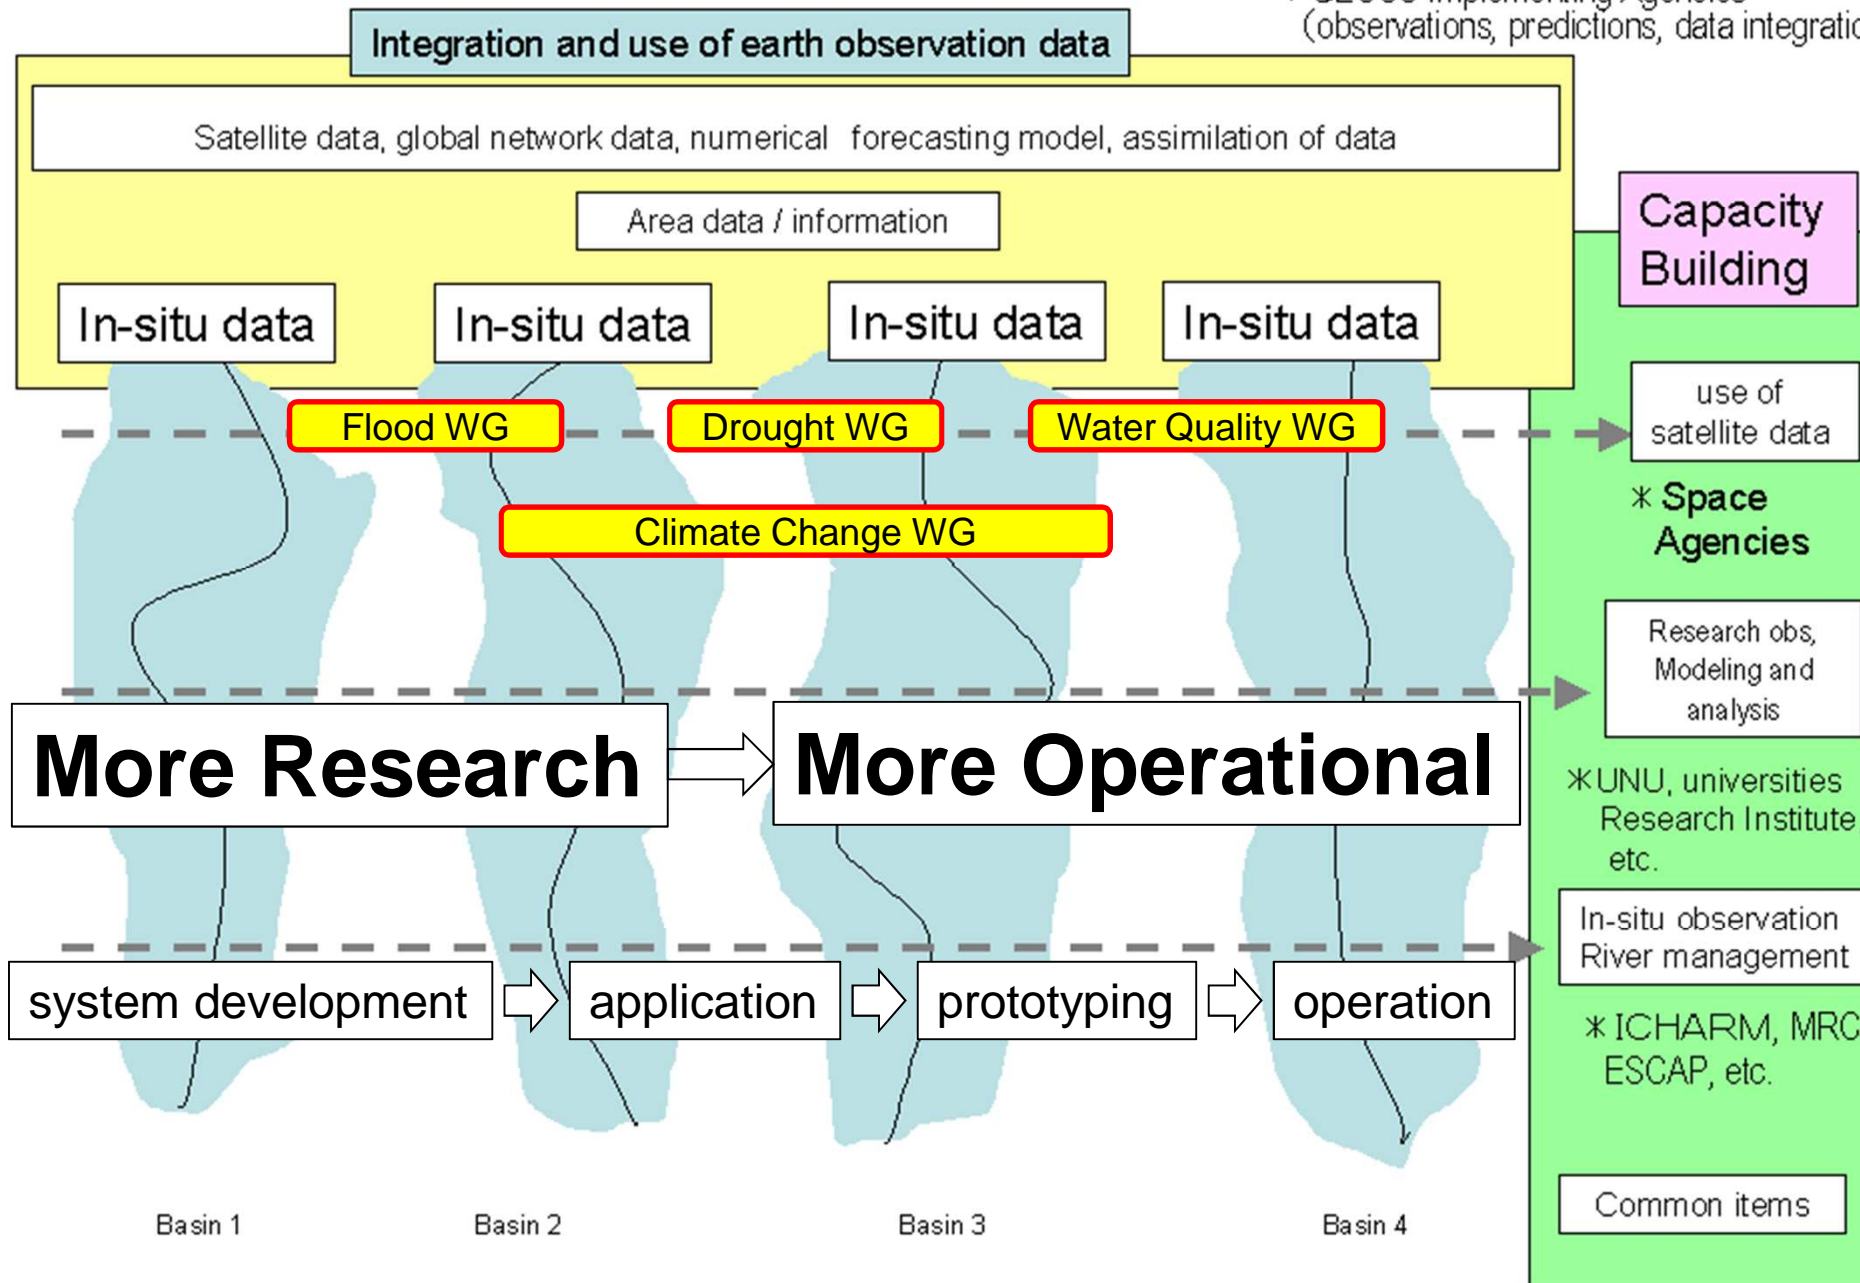 Implementing Agencies
(observations, predictions, data integratio
Integration and use of earth observation data
Satellite data, global network data, numerical forecasting model, assimilation of data
Area data / information
In-situ data
In-situ data
In-situ data
In-situ data
Capacity
Building
Flood WG
Drought WG
Water Quality WG
Climate Change WG
use of
satellite data
* Space
Agencies
Research obs,
Modeling and
analysis
More Research
More Operational
*UNU, universities
Research Institute
etc.
In-situ observation
River management
system development
application
prototyping
operation
* ICHARM, MRC
ESCAP, etc.
Common items
Basin 1
Basin 2
Basin 3
Basin 4